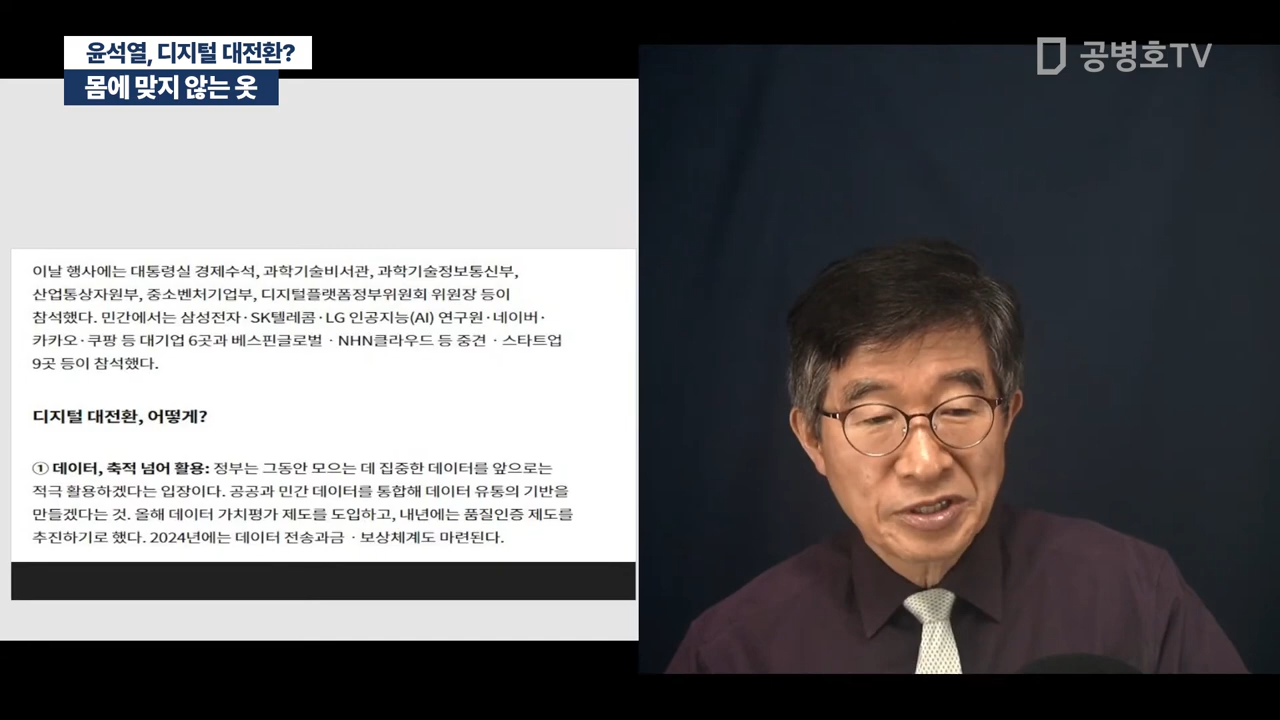 윤석열, 디지털 대전환?
몸에 맞지 않는 옷
공병호TV
이날 행사에는 대통령실 경제수석, 과학기술비서관, 과학기술정보통신부,
산업통상자원부, 중소벤처기업부, 디지털플랫폼정부위원회 위원장 등이
참석했다. 민간에서는 삼성전자·SK텔레콤·LG 인공지능(AI) 연구원·네이버·
카카오·쿠팡 등 대기업 6곳과 베스핀글로벌 · NHN클라우드 등 중견 · 스타트업
9곳 등이 참석했다.
디지털 대전환, 어떻게?
① 데이터, 축적 넘어 활용: 정부는 그동안 모으는 데 집중한 데이터를 앞으로는
적극 활용하겠다는 입장이다. 공공과 민간 데이터를 통합해 데이터 유통의 기반을
만들겠다는 것. 올해 데이터 가치평가 제도를 도입하고, 내년에는 품질인증 제도를
추진하기로 했다. 2024년에는 데이터 전송과금 · 보상체계도 마련된다.